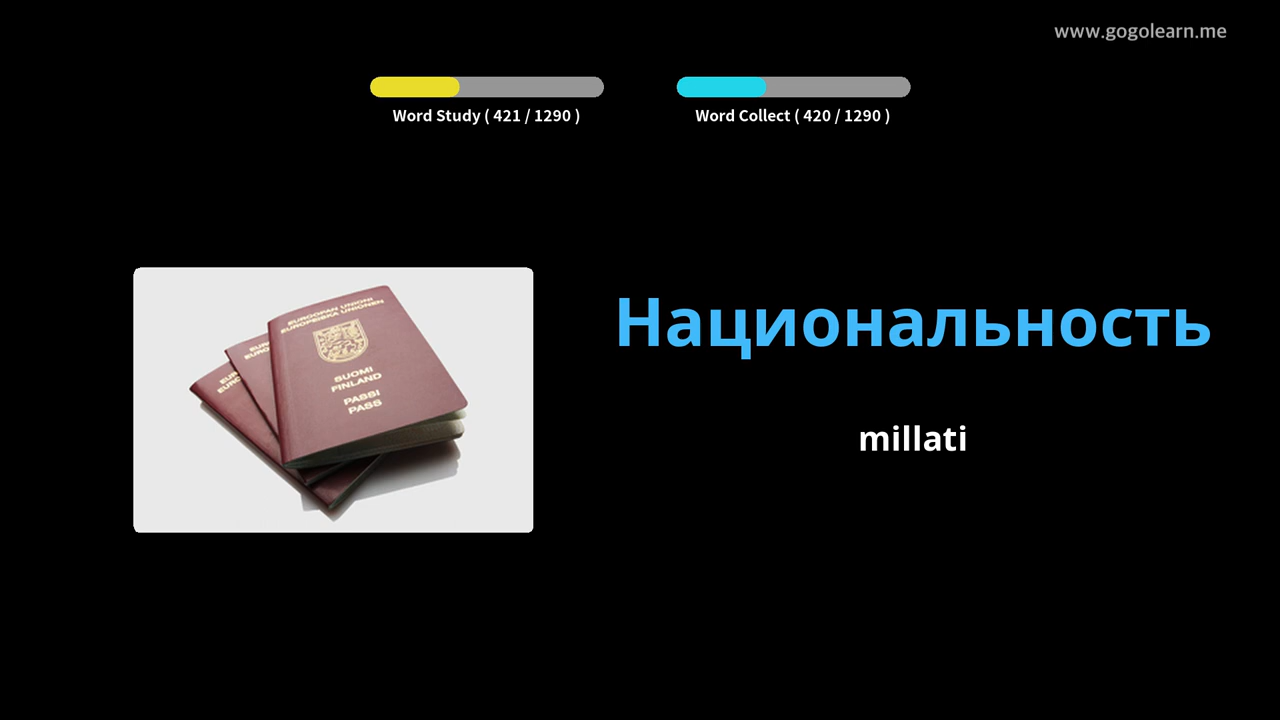 www.gogolearn.me
Word Study ( 421 / 1290 )
Word Collect ( 420 / 1290 )
EUROOPAN UNIONI
EUROPEISKA UNIONEN
SUOMI
FINLAND
PASSI
PASS
Национальность
millati